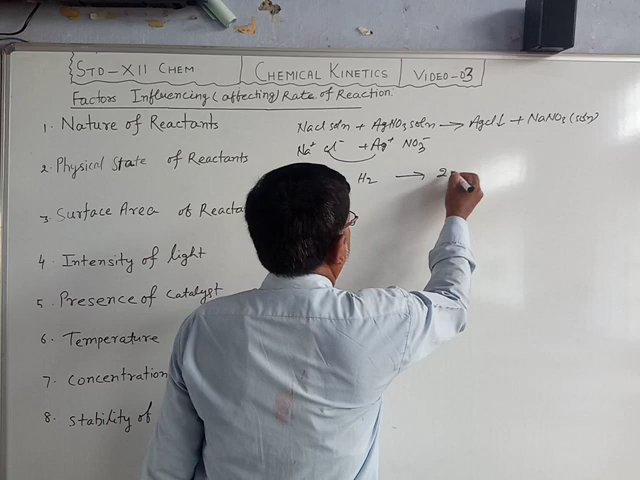 STD-XII CHEM
CHEMICAL KINETICS
VIDEO-03
Factors Influencing (affecting) Rate of Reaction.
1. Nature of Reactants
NaCl soln + AgNO3 soln → AgCl↓ + NaNO3 (soln)
Na+ Cl- + Ag+ NO3-
2. Physical State of Reactants
H2 → 2
3. Surface Area of Reacta
4. Intensity of light
5. Presence of catalyst
6. Temperature
7. Concentration
8. Stability of